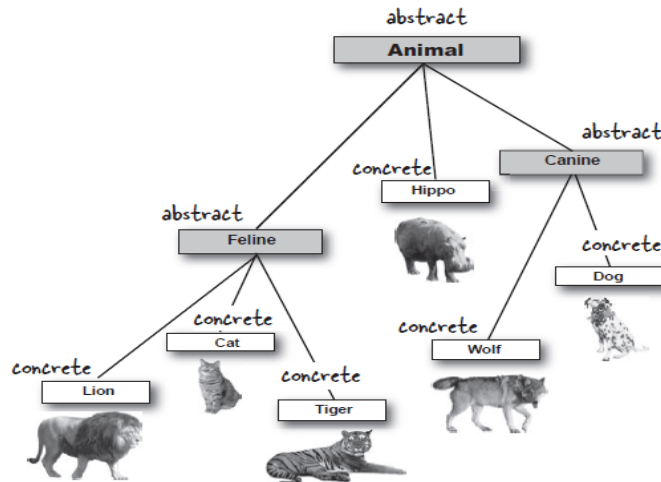 abstract
Animal
abstract
Canine
concrete
Hippo
abstract
Feline
concrete
Dog
concrete
Cat
concrete
Wolf
concrete
Lion
concrete
Tiger